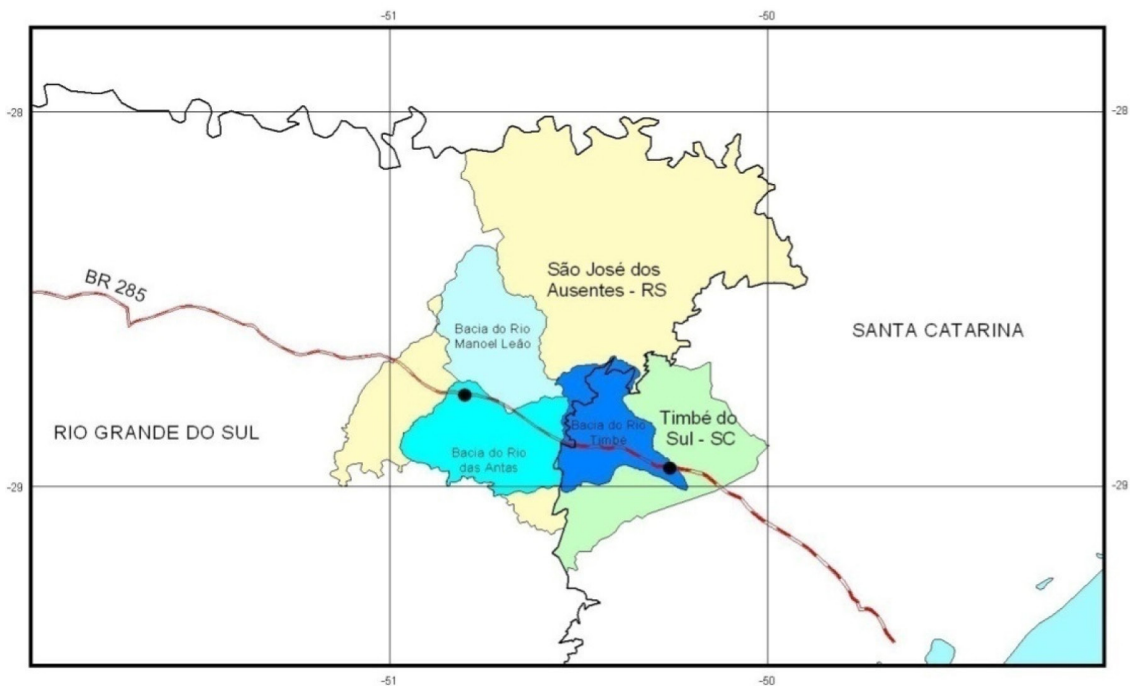 -51
-50
-28
-28
São José dos
Ausentes - RS
BR 285
Bacia do Rio
Manoel Leão
SANTA CATARINA
RIO GRANDE DO SUL
Timbé do
Sul - SC
Bacia do Rio
Timbé
Bacia do Rio
das Antas
-29
-29
-51
-50